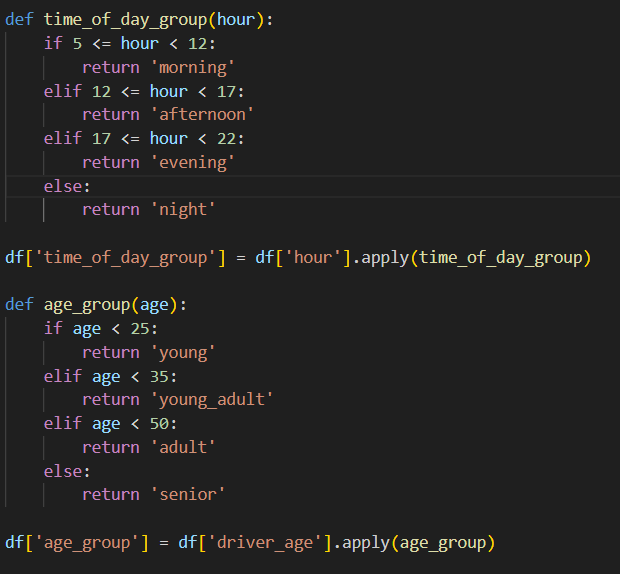 def time_of_day_group(hour):
    if 5 <= hour < 12:
        return 'morning'
    elif 12 <= hour < 17:
        return 'afternoon'
    elif 17 <= hour < 22:
        return 'evening'
    else:
        return 'night'

df['time_of_day_group'] = df['hour'].apply(time_of_day_group)

def age_group(age):
    if age < 25:
        return 'young'
    elif age < 35:
        return 'young_adult'
    elif age < 50:
        return 'adult'
    else:
        return 'senior'

df['age_group'] = df['driver_age'].apply(age_group)